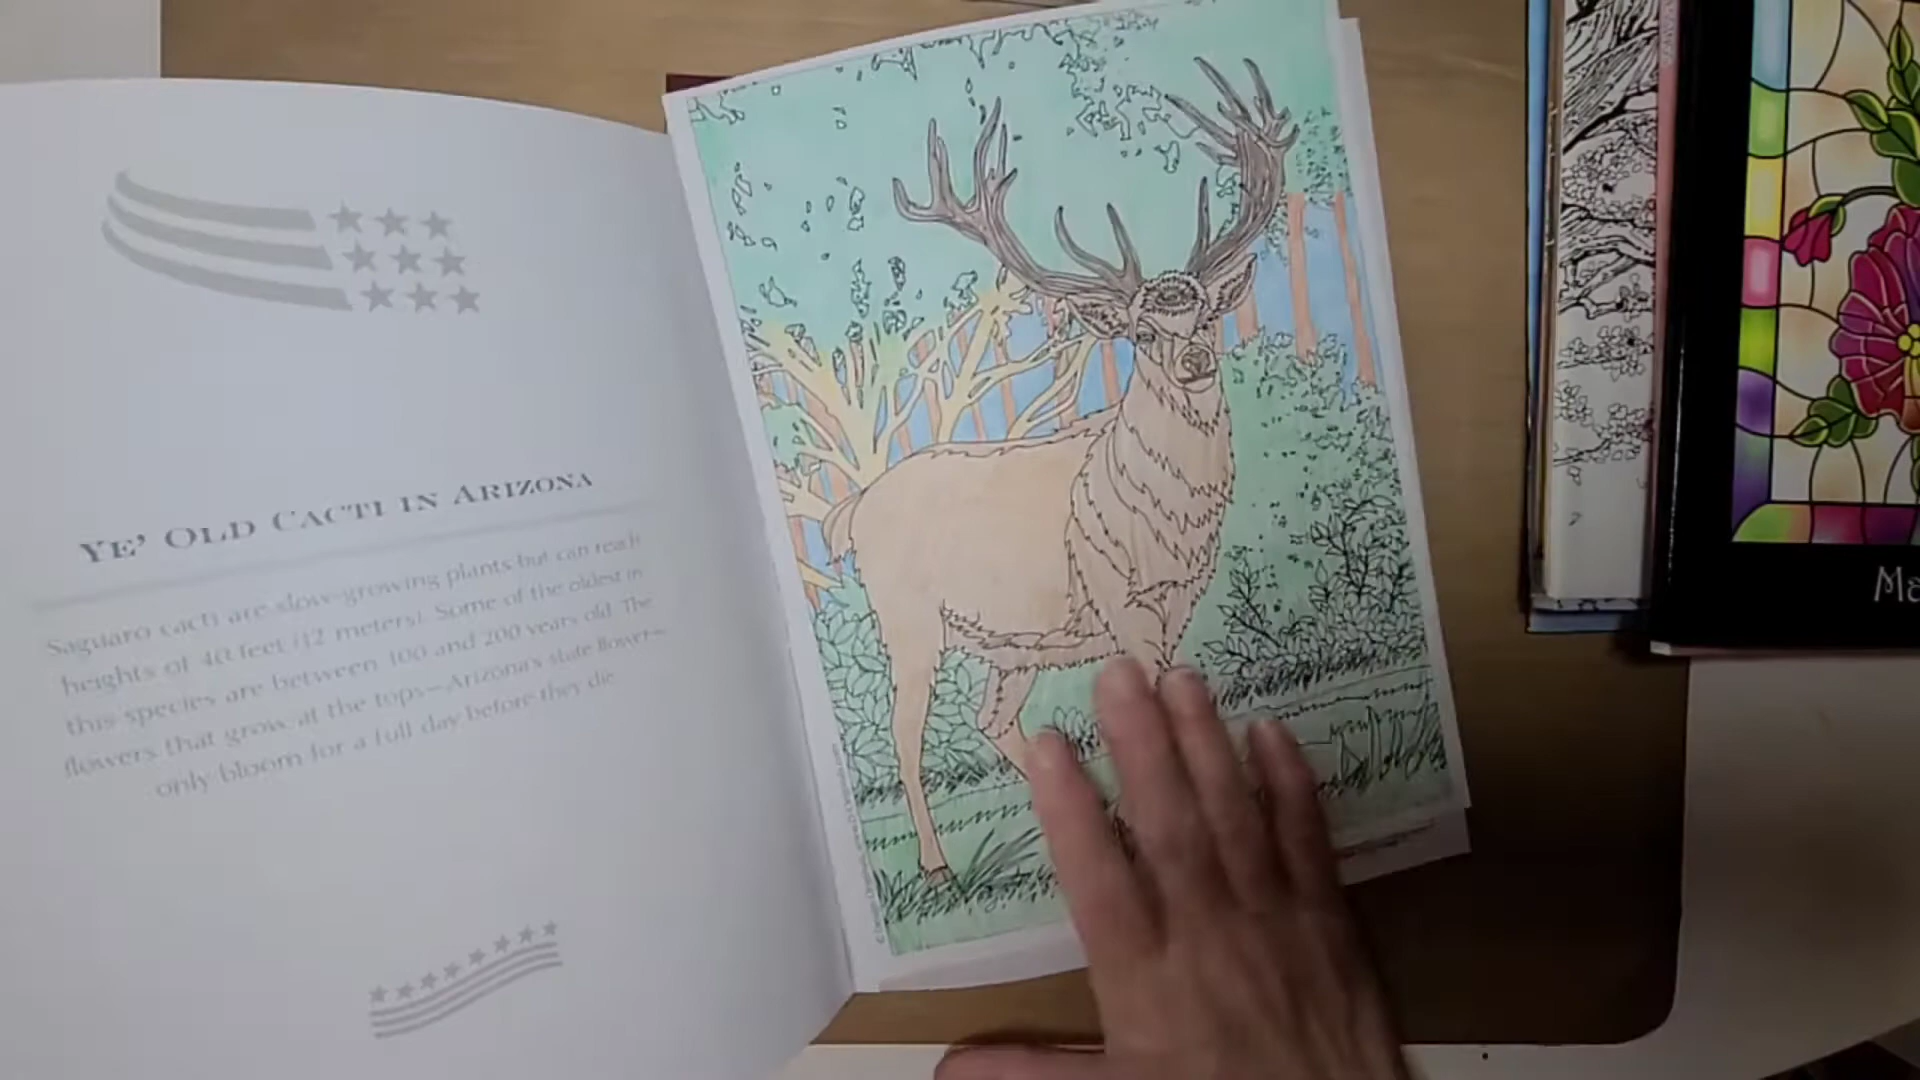 Ye' Old Cacti in Arizona
Saguaro cacti are slow-growing plants but can reach
heights of 40 feet (12 meters). Some of the oldest in
this species are between 100 and 200 years old. The
flowers that grow at the tops—Arizona's state flower—
only bloom for a full day before they die.
Ma